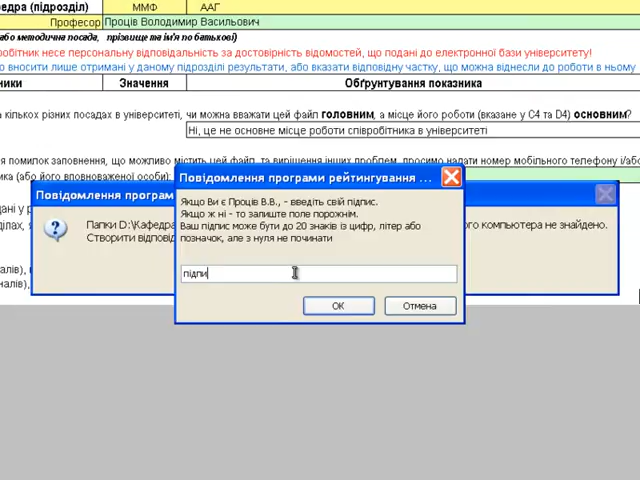 едра (підрозділ) ММФ ААГ
Професор Проців Володимир Васильович
або методична посада, прізвище та ім'я по батькові)
робітник несе персональну відповідальність за достовірність відомостей, що подані до електронної бази університету!
о вносити лише отримані у даному підрозділі результати, або вказати відповідну частку, що можна віднести до роботи в ньому
ники Значення Обґрунтування показника
а кількох різних посадах в університеті, чи можна вважати цей файл головним, а місце його роботи (вказане у C4 та D4) основним?
Ні, це не основне місце роботи співробітника в університеті
я помилок заповнення, що можливо містить цей файл, та вирішення інших проблем, просимо надати номер мобільного телефону і/або
ика (або його вповноваженої особи):
Повідомлення програми рейтингування ...
Повідомлення програм
Якщо Ви є Проців В.В., - введіть свій підпис.
Якщо ж ні - то залиште поле порожнім.
Ваш підпис може бути до 20 знаків із цифр, літер або
позначок, але з нуля не починати
дані у р
ділах, я
Папки D:\Кафедра
ого компьютера не знайдено.
Створити відповід
підпи
алів),
налів),
OK Отмена